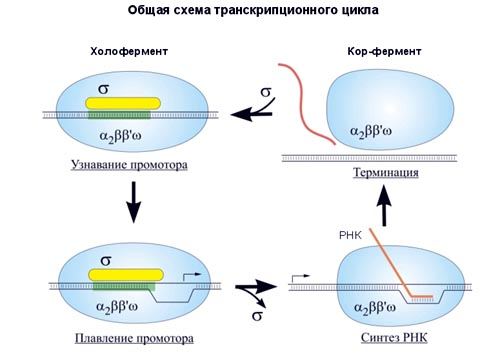 Общая схема транскрипционного цикла
Холофермент
Кор-фермент
σ
α₂ββ'ω
Узнавание промотора
σ
α₂ββ'ω
Терминация
σ
α₂ββ'ω
Плавление промотора
σ
РНК
α₂ββ'ω
Синтез РНК